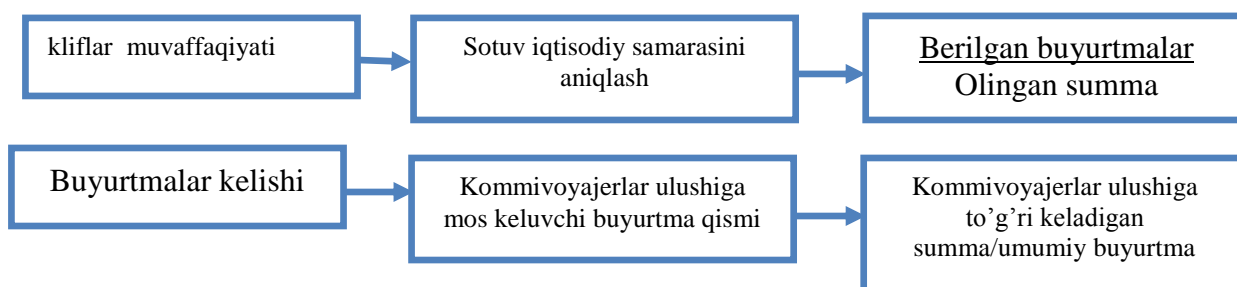 kliflar muvaffaqiyati
Sotuv iqtisodiy samarasini
aniqlash
Berilgan buyurtmalar
Olingan summa
Buyurtmalar kelishi
Kommivoyajerlar ulushiga
mos keluvchi buyurtma qismi
Kommivoyajerlar ulushiga
to’g’ri keladigan
summa/umumiy buyurtma